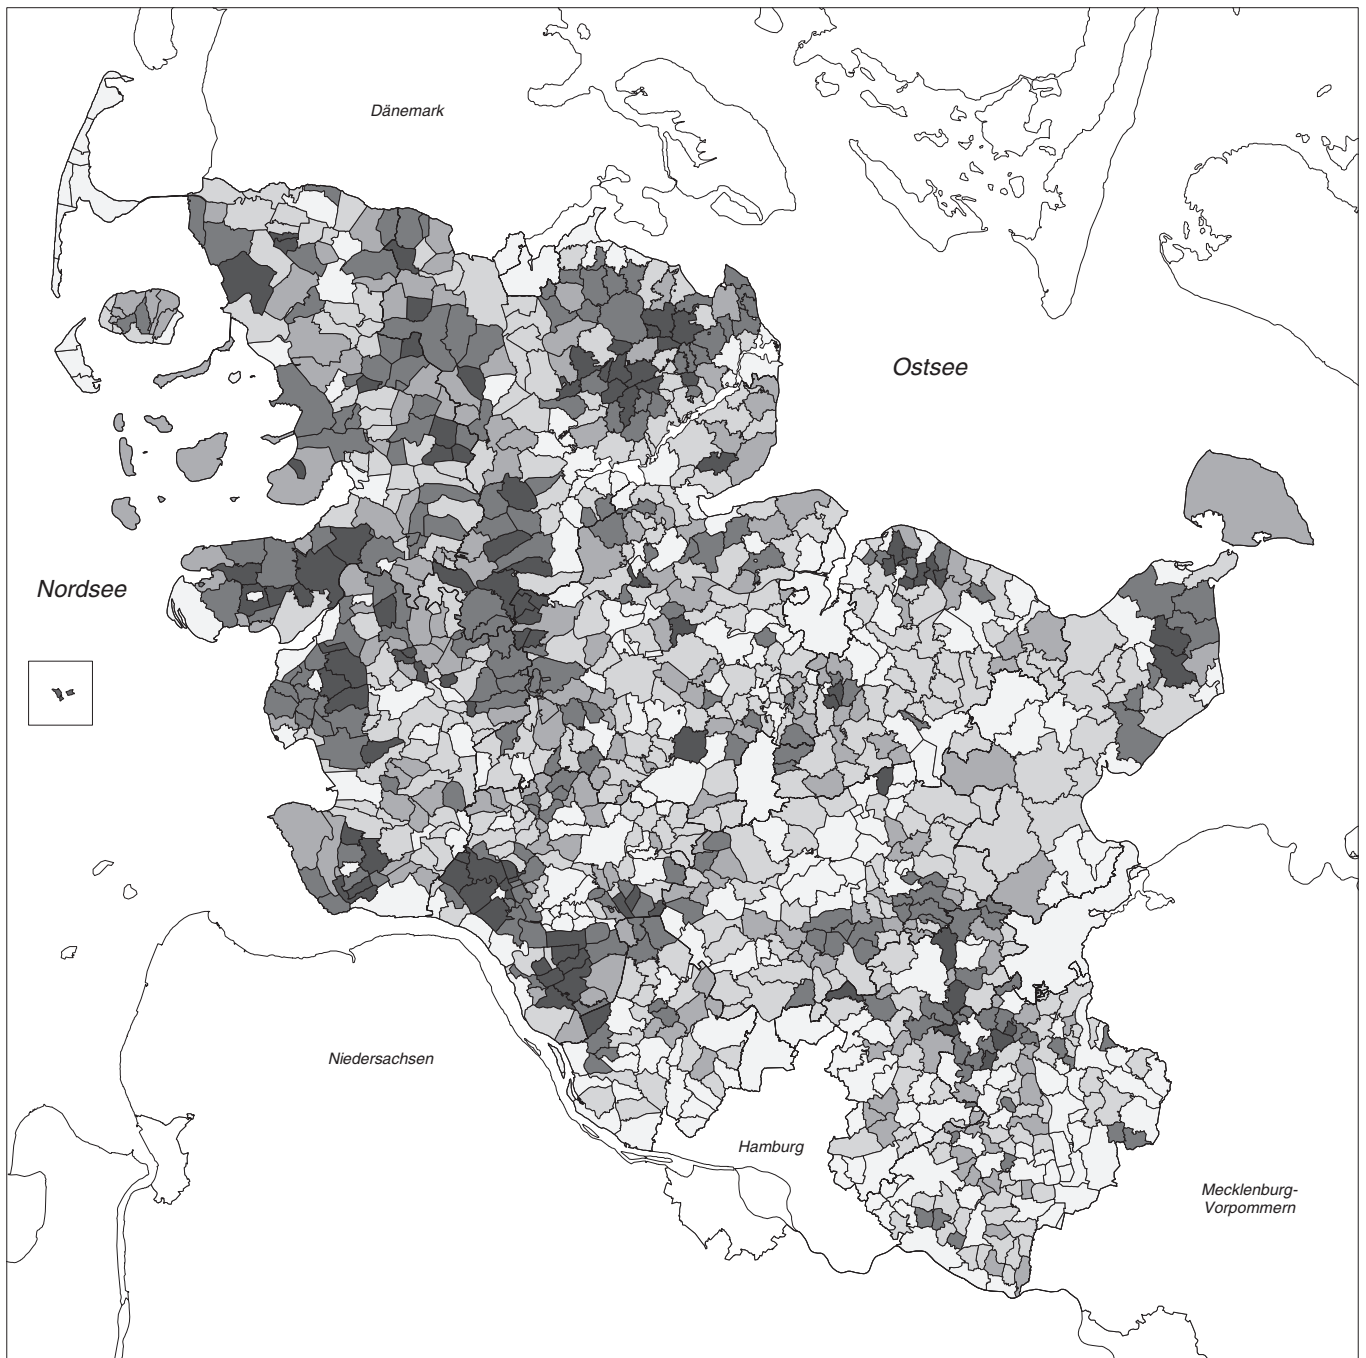 Dänemark
Ostsee
Nordsee
Niedersachsen
Hamburg
Mecklenburg-
Vorpommern